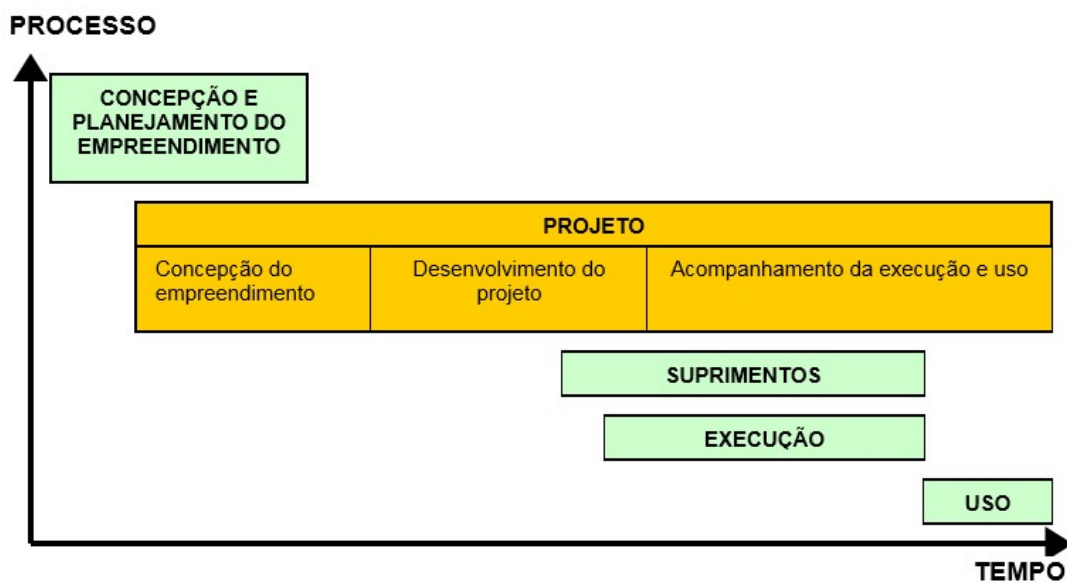 PROCESSO
CONCEPÇÃO E
PLANEJAMENTO DO
EMPREENDIMENTO
PROJETO
Concepção do
empreendimento
Desenvolvimento do
projeto
Acompanhamento da execução e uso
SUPRIMENTOS
EXECUÇÃO
USO
TEMPO